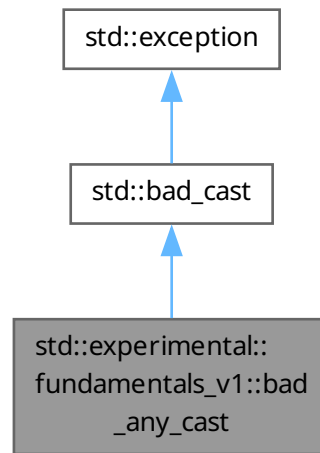 std::exception
std::bad_cast
std::experimental::
fundamentals_v1::bad
_any_cast